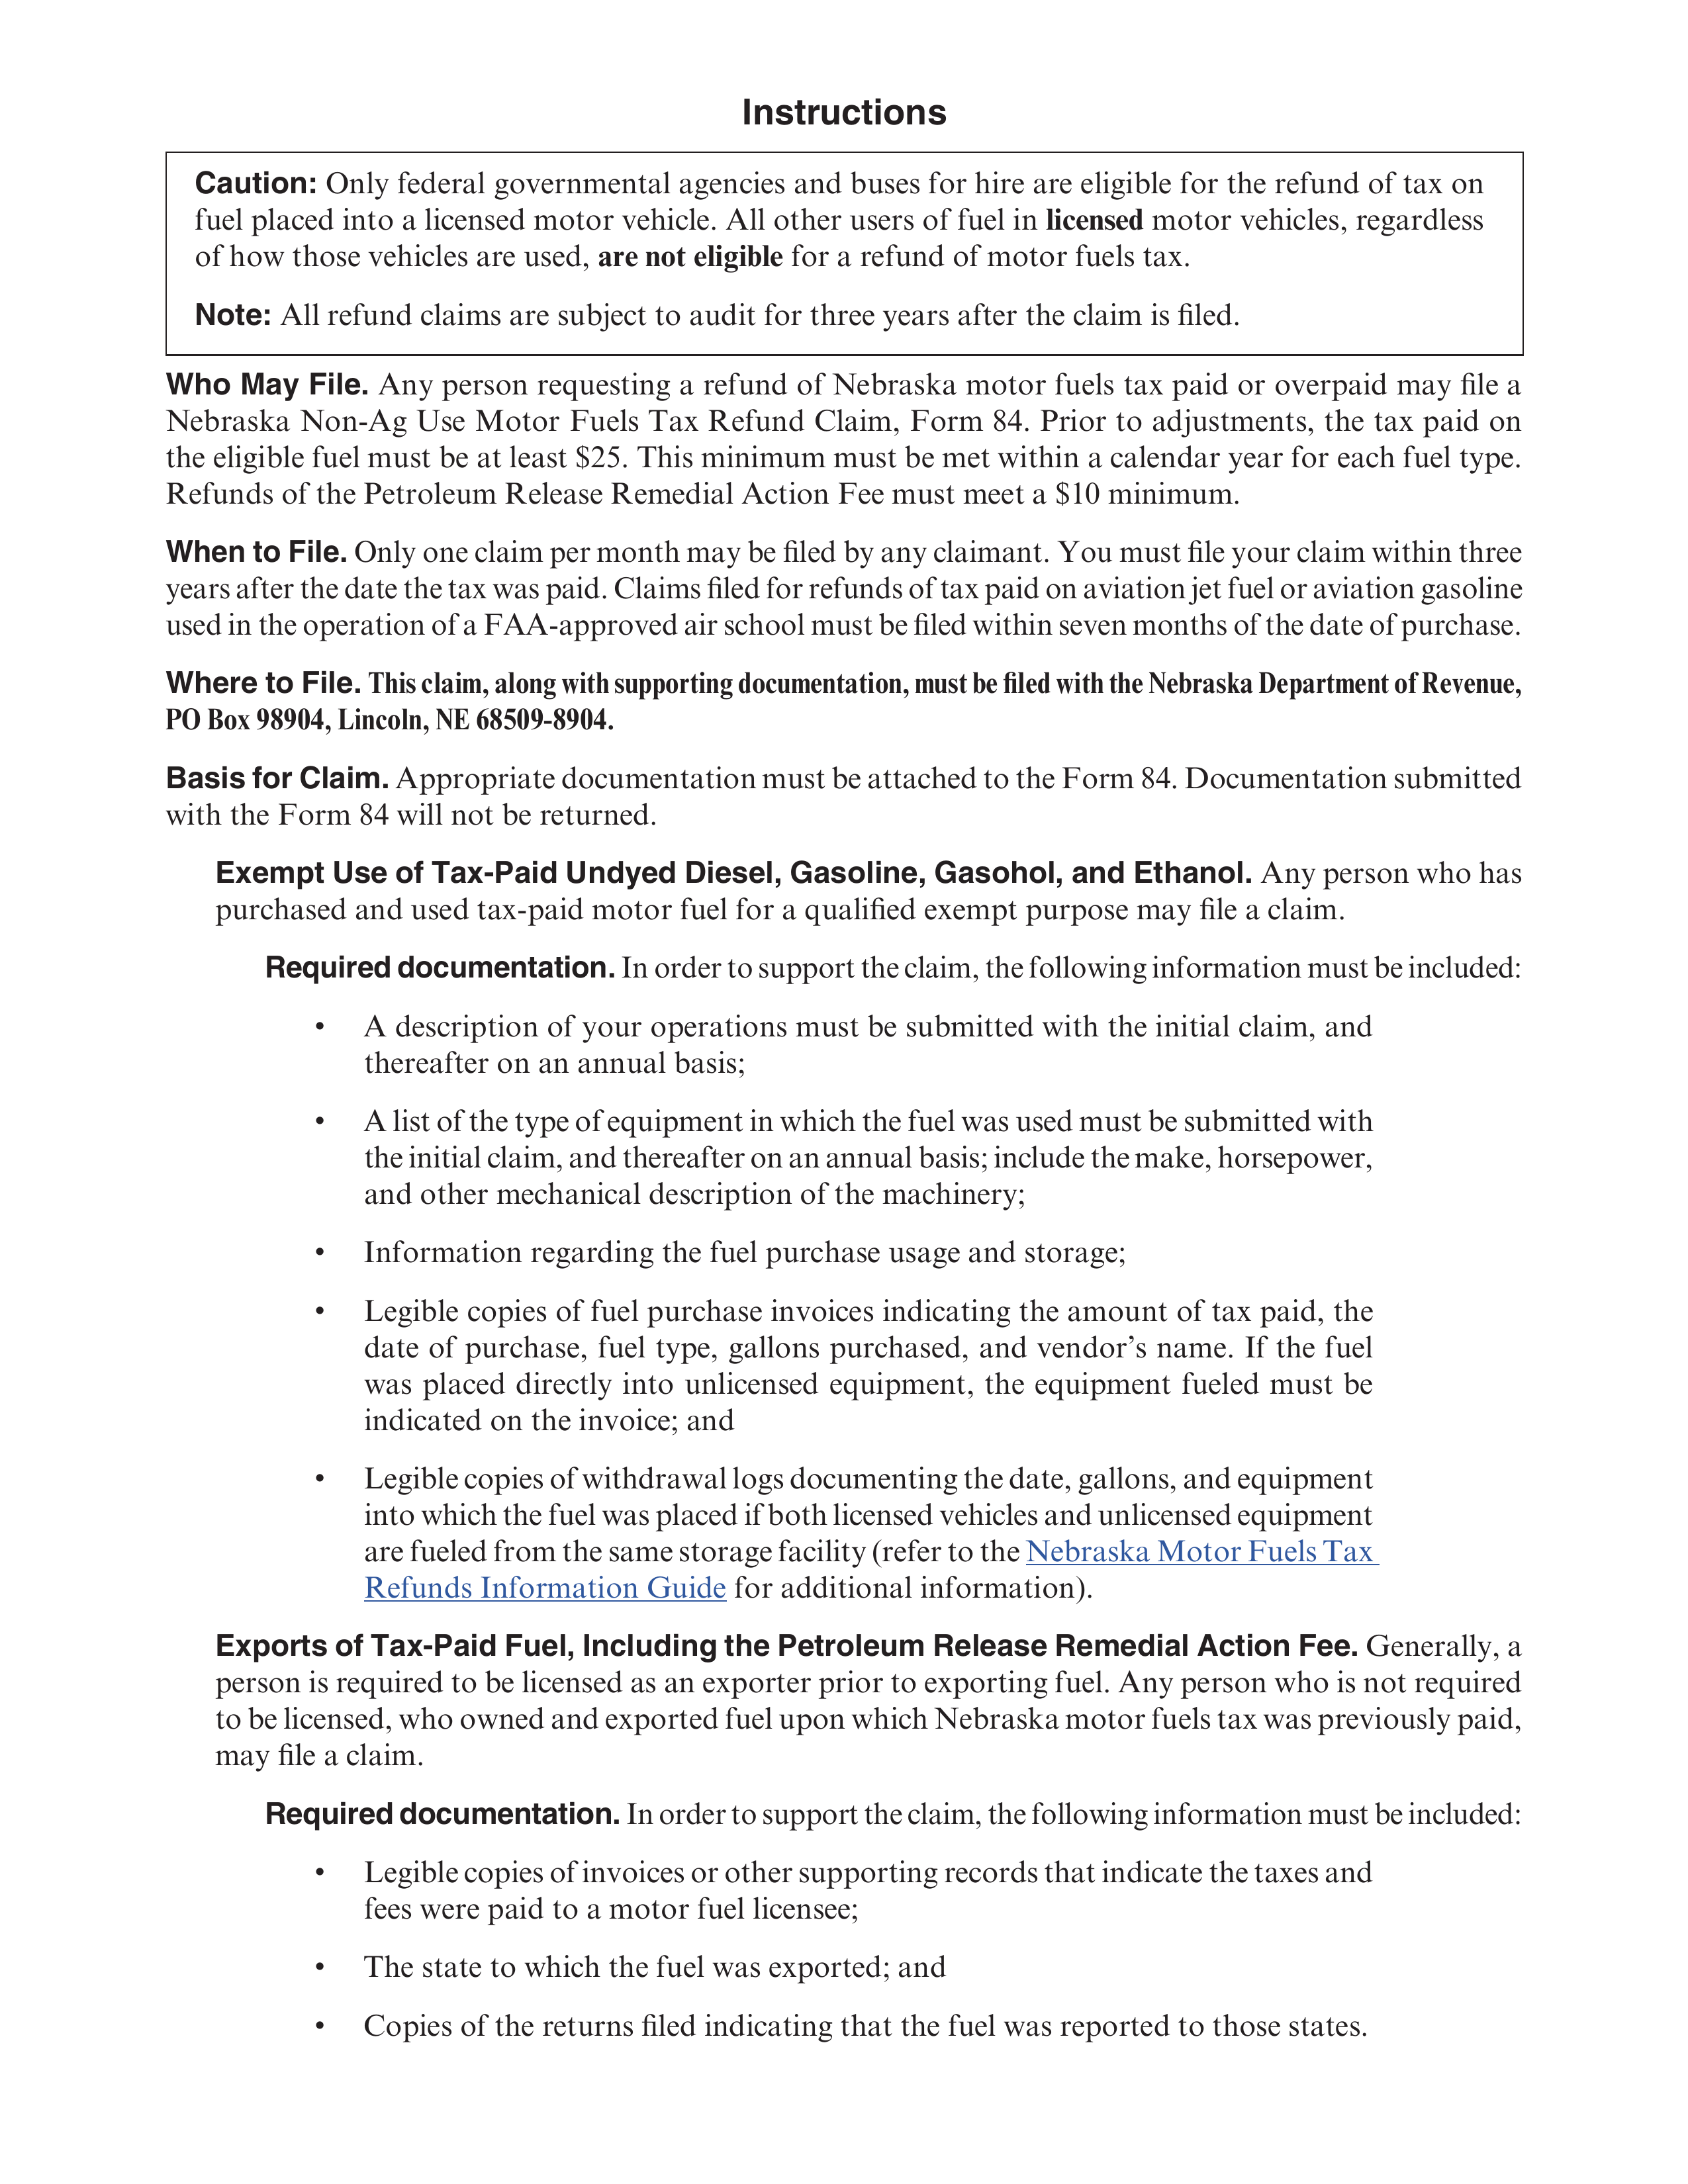 Instructions
Caution: Only federal governmental agencies and buses for hire are eligible for the refund of tax on
fuel placed into a licensed motor vehicle. All other users of fuel in licensed motor vehicles, regardless
of how those vehicles are used, are not eligible for a refund of motor fuels tax.
Note: All refund claims are subject to audit for three years after the claim is filed.
Who May File. Any person requesting a refund of Nebraska motor fuels tax paid or overpaid may file a
Nebraska Non-Ag Use Motor Fuels Tax Refund Claim, Form 84. Prior to adjustments, the tax paid on
the eligible fuel must be at least $25. This minimum must be met within a calendar year for each fuel type.
Refunds of the Petroleum Release Remedial Action Fee must meet a $10 minimum.
When to File. Only one claim per month may be filed by any claimant. You must file your claim within three
years after the date the tax was paid. Claims filed for refunds of tax paid on aviation jet fuel or aviation gasoline
used in the operation of a FAA-approved air school must be filed within seven months of the date of purchase.
Where to File. This claim, along with supporting documentation, must be filed with the Nebraska Department of Revenue,
PO Box 98904, Lincoln, NE 68509-8904.
Basis for Claim. Appropriate documentation must be attached to the Form 84. Documentation submitted
with the Form 84 will not be returned.
Exempt Use of Tax-Paid Undyed Diesel, Gasoline, Gasohol, and Ethanol. Any person who has
purchased and used tax-paid motor fuel for a qualified exempt purpose may file a claim.
Required documentation. In order to support the claim, the following information must be included:
• A description of your operations must be submitted with the initial claim, and
thereafter on an annual basis;
• A list of the type of equipment in which the fuel was used must be submitted with
the initial claim, and thereafter on an annual basis; include the make, horsepower,
and other mechanical description of the machinery;
• Information regarding the fuel purchase usage and storage;
• Legible copies of fuel purchase invoices indicating the amount of tax paid, the
date of purchase, fuel type, gallons purchased, and vendor’s name. If the fuel
was placed directly into unlicensed equipment, the equipment fueled must be
indicated on the invoice; and
• Legible copies of withdrawal logs documenting the date, gallons, and equipment
into which the fuel was placed if both licensed vehicles and unlicensed equipment
are fueled from the same storage facility (refer to the Nebraska Motor Fuels Tax
Refunds Information Guide for additional information).
Exports of Tax-Paid Fuel, Including the Petroleum Release Remedial Action Fee. Generally, a
person is required to be licensed as an exporter prior to exporting fuel. Any person who is not required
to be licensed, who owned and exported fuel upon which Nebraska motor fuels tax was previously paid,
may file a claim.
Required documentation. In order to support the claim, the following information must be included:
• Legible copies of invoices or other supporting records that indicate the taxes and
fees were paid to a motor fuel licensee;
• The state to which the fuel was exported; and
• Copies of the returns filed indicating that the fuel was reported to those states.